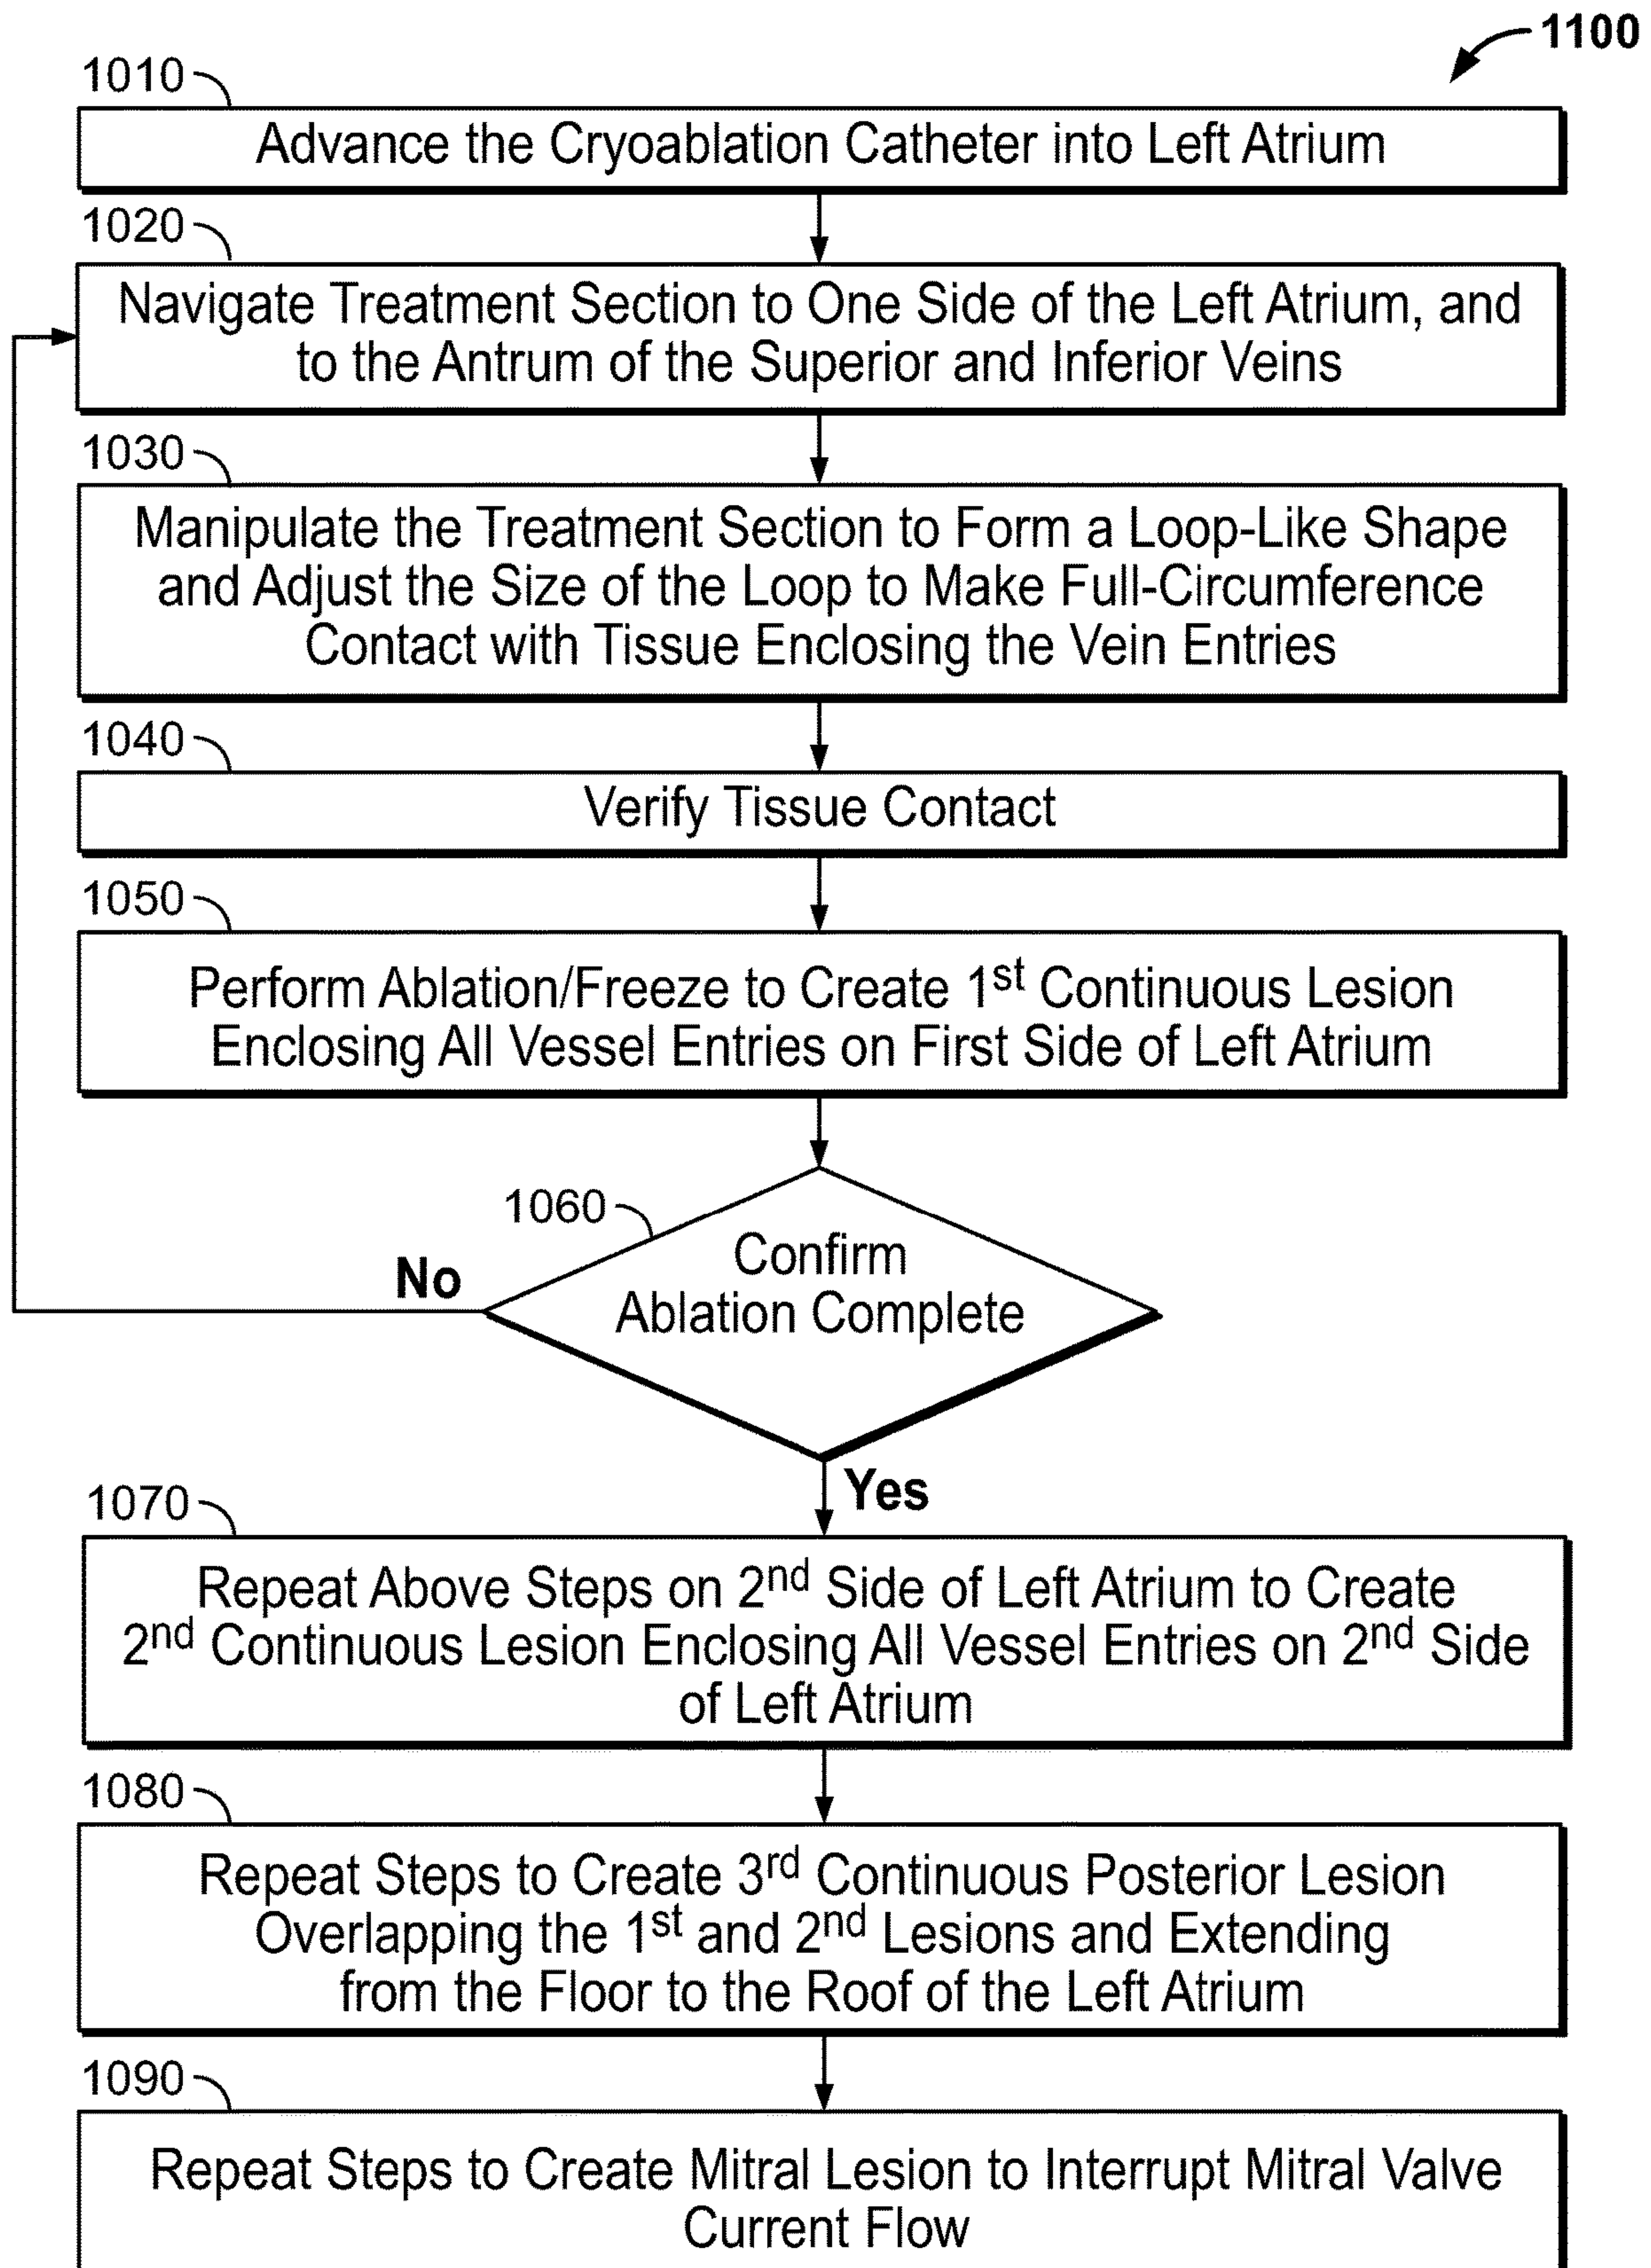 1100
1010
Advance the Cryoablation Catheter into Left Atrium
1020
Navigate Treatment Section to One Side of the Left Atrium, and
to the Antrum of the Superior and Inferior Veins
1030
Manipulate the Treatment Section to Form a Loop-Like Shape
and Adjust the Size of the Loop to Make Full-Circumference
Contact with Tissue Enclosing the Vein Entries
1040
Verify Tissue Contact
1050
Perform Ablation/Freeze to Create 1st Continuous Lesion
Enclosing All Vessel Entries on First Side of Left Atrium
1060
Confirm
Ablation Complete
No
Yes
1070
Repeat Above Steps on 2nd Side of Left Atrium to Create
2nd Continuous Lesion Enclosing All Vessel Entries on 2nd Side
of Left Atrium
1080
Repeat Steps to Create 3rd Continuous Posterior Lesion
Overlapping the 1st and 2nd Lesions and Extending
from the Floor to the Roof of the Left Atrium
1090
Repeat Steps to Create Mitral Lesion to Interrupt Mitral Valve
Current Flow